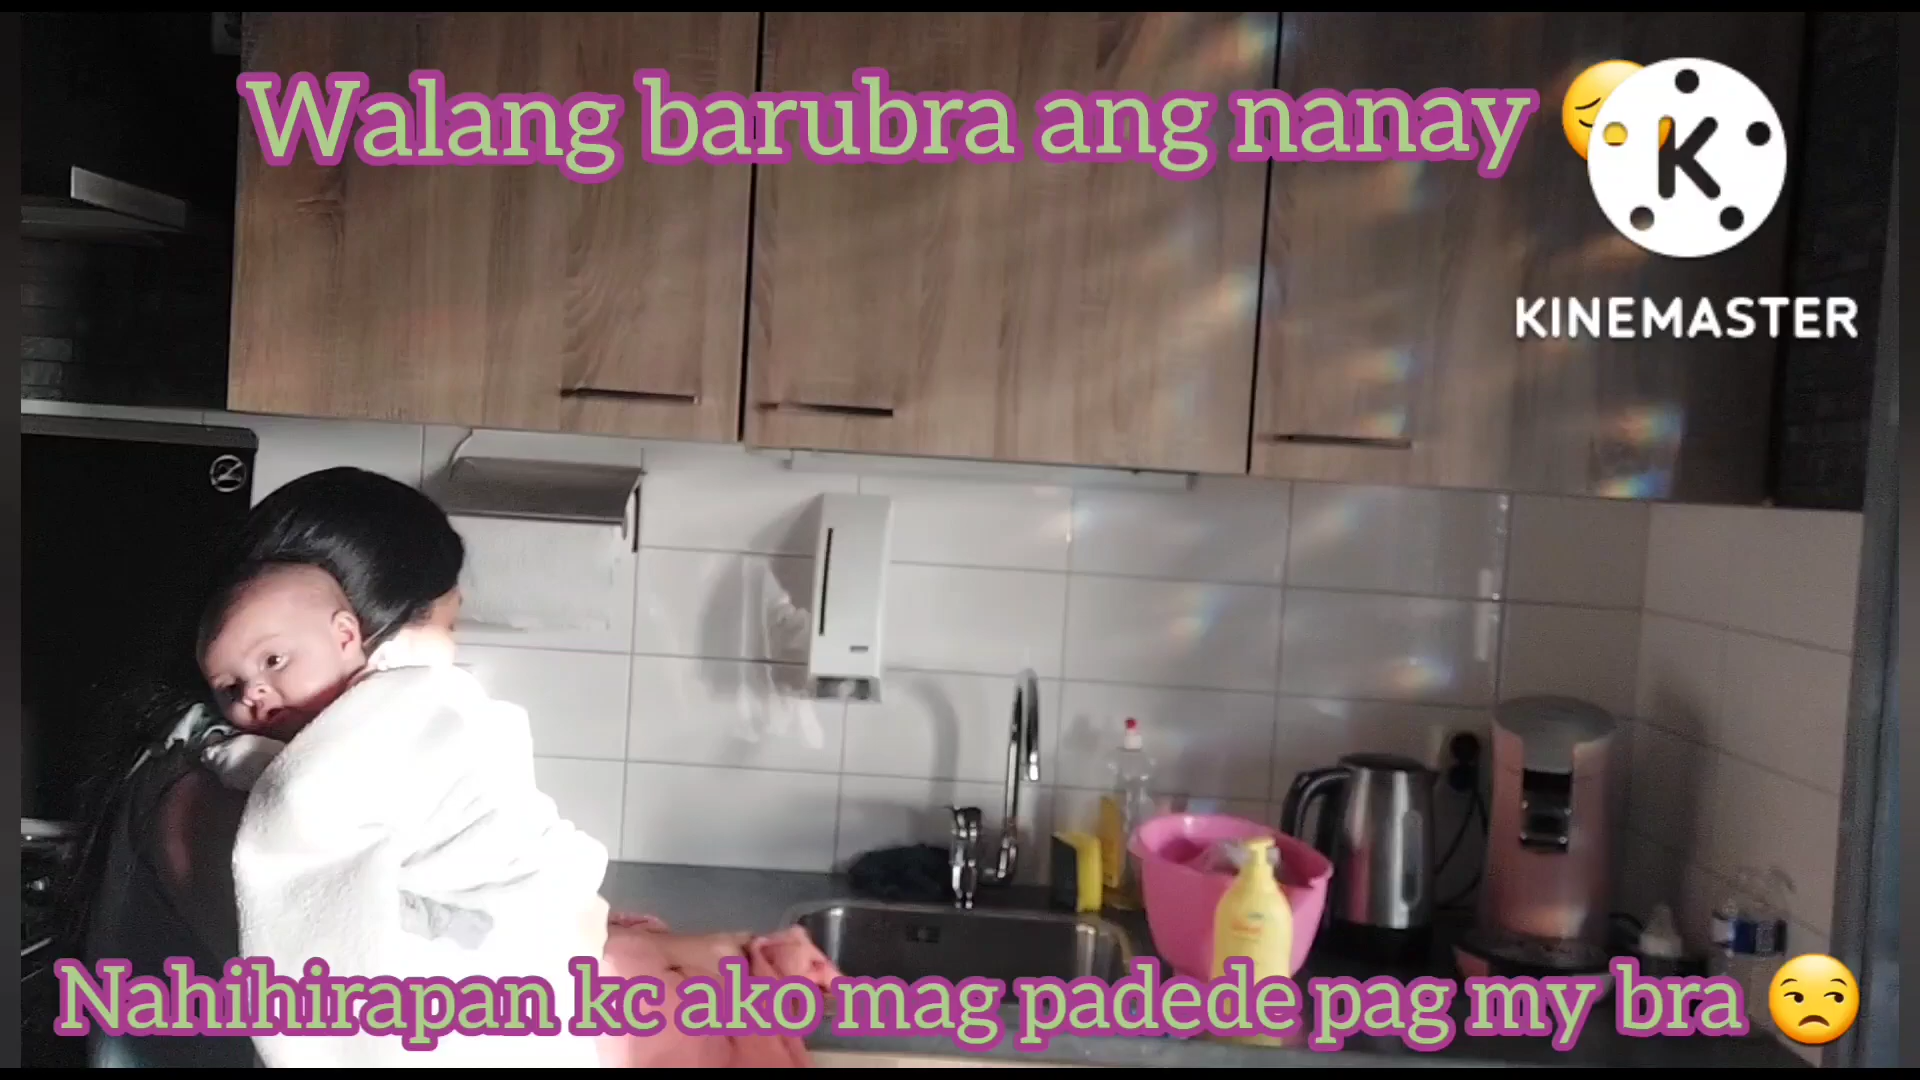 Walang barubra ang nanay 😔
K
KINEMASTER
Nahihirapan kc ako mag padede pag my bra 😒